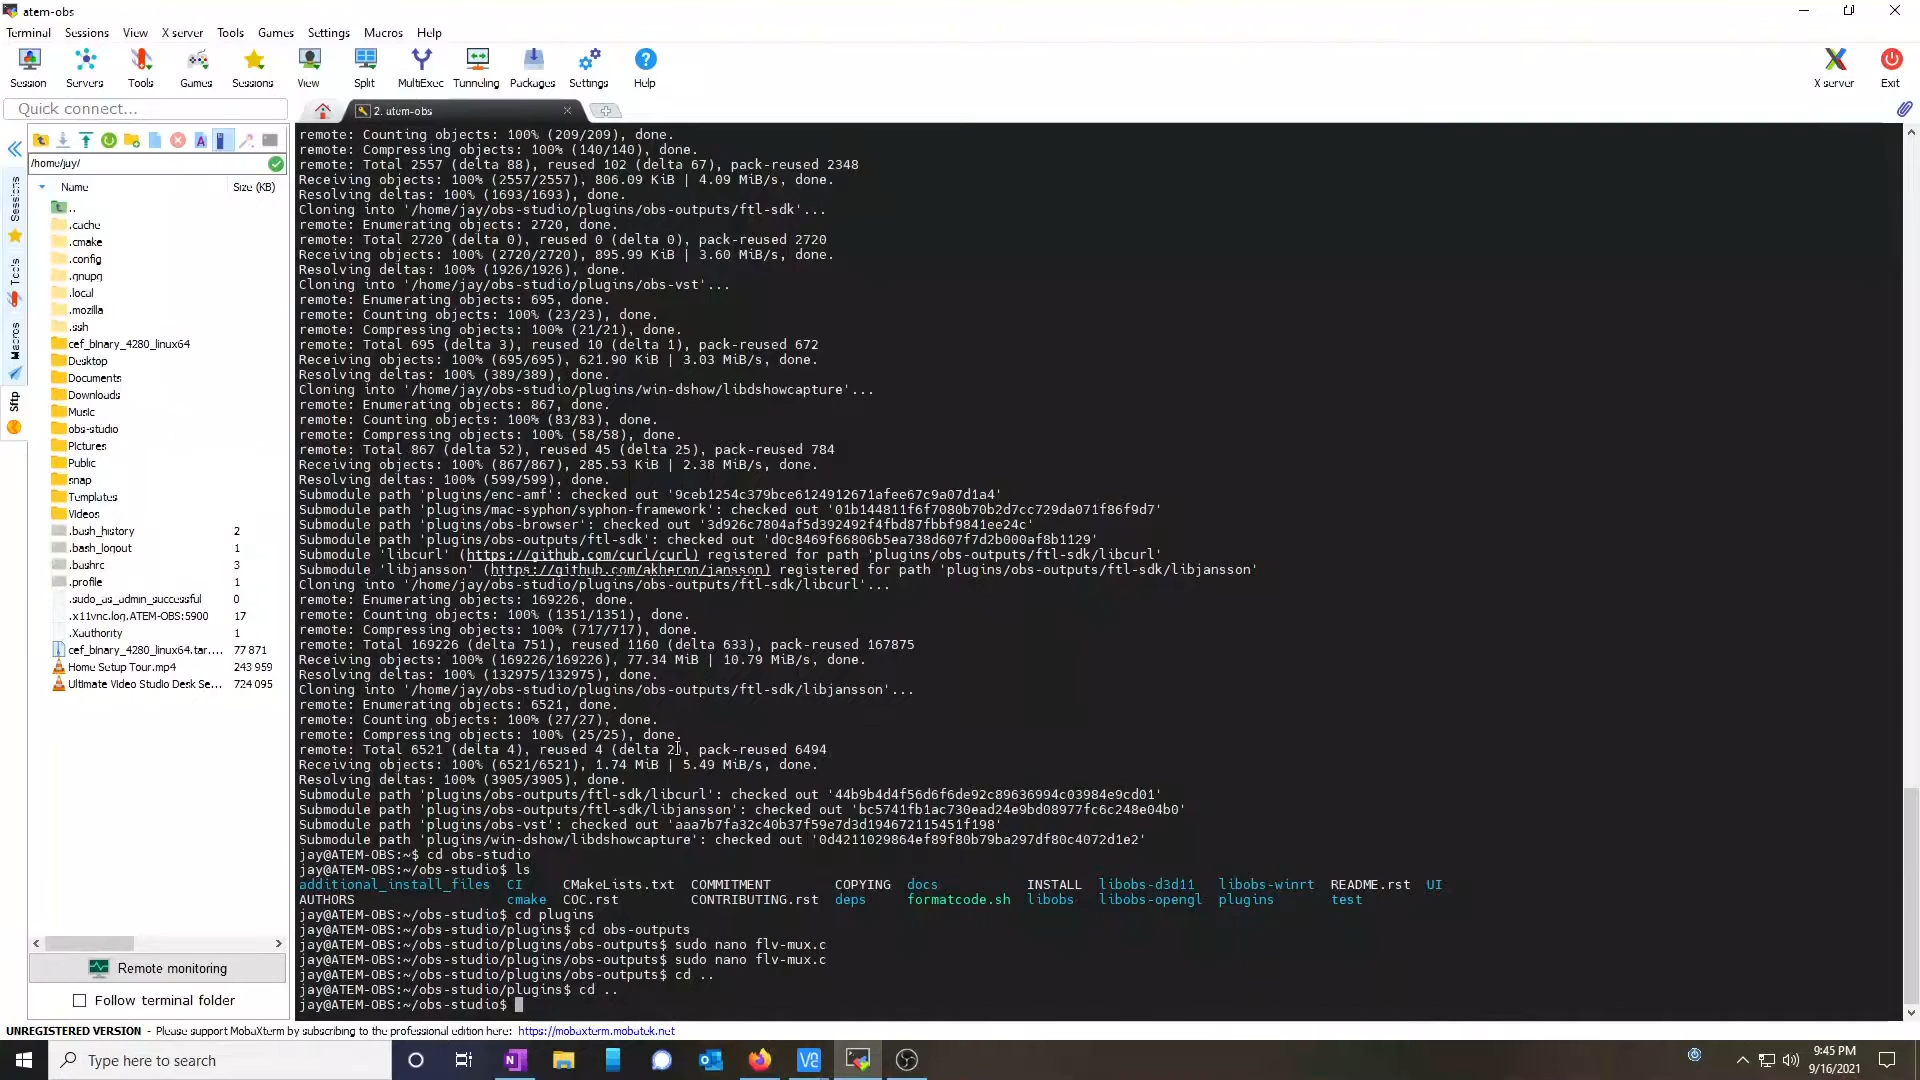 atem-obs
Terminal Sessions View X server Tools Games Settings Macros Help
Session Servers Tools Games Sessions View Split MultiExec Tunneling Packages Settings Help X server Exit
Quick connect...
2. atem-obs
/home/jay/
Name Size (KB)
..
.cache
.cmake
.config
.gnupg
.local
.mozilla
.ssh
cef_binary_4280_linux64
Desktop
Documents
Downloads
Music
obs-studio
Pictures
Public
snap
Templates
Videos
.bash_history 2
.bash_logout 1
.bashrc 3
.profile 1
.sudo_as_admin_successful 0
.x11vnc.log.ATEM-OBS:5900 17
.Xauthority 1
cef_binary_4280_linux64.tar.... 77 871
Home Setup Tour.mp4 243 959
Ultimate Video Studio Desk Se... 724 095
Sessions
Tools
Macros
Sftp
Remote monitoring
Follow terminal folder
remote: Counting objects: 100% (209/209), done.
remote: Compressing objects: 100% (140/140), done.
remote: Total 2557 (delta 88), reused 102 (delta 67), pack-reused 2348
Receiving objects: 100% (2557/2557), 806.09 KiB | 4.09 MiB/s, done.
Resolving deltas: 100% (1693/1693), done.
Cloning into '/home/jay/obs-studio/plugins/obs-outputs/ftl-sdk'...
remote: Enumerating objects: 2720, done.
remote: Total 2720 (delta 0), reused 0 (delta 0), pack-reused 2720
Receiving objects: 100% (2720/2720), 895.99 KiB | 3.60 MiB/s, done.
Resolving deltas: 100% (1926/1926), done.
Cloning into '/home/jay/obs-studio/plugins/obs-vst'...
remote: Enumerating objects: 695, done.
remote: Counting objects: 100% (23/23), done.
remote: Compressing objects: 100% (21/21), done.
remote: Total 695 (delta 3), reused 10 (delta 1), pack-reused 672
Receiving objects: 100% (695/695), 621.90 KiB | 3.03 MiB/s, done.
Resolving deltas: 100% (389/389), done.
Cloning into '/home/jay/obs-studio/plugins/win-dshow/libdshowcapture'...
remote: Enumerating objects: 867, done.
remote: Counting objects: 100% (83/83), done.
remote: Compressing objects: 100% (58/58), done.
remote: Total 867 (delta 52), reused 45 (delta 25), pack-reused 784
Receiving objects: 100% (867/867), 285.53 KiB | 2.38 MiB/s, done.
Resolving deltas: 100% (599/599), done.
Submodule path 'plugins/enc-amf': checked out '9ceb1254c379bce6124912671afee67c9a07d1a4'
Submodule path 'plugins/mac-syphon/syphon-framework': checked out '01b144811f6f7080b70b2d7cc729da071f86f9d7'
Submodule path 'plugins/obs-browser': checked out '3d926c7804af5d392492f4fbd87fbbf9841ee24c'
Submodule path 'plugins/obs-outputs/ftl-sdk': checked out 'd0c8469f66806b5ea738d607f7d2b000af8b1129'
Submodule 'libcurl' (https://github.com/curl/curl) registered for path 'plugins/obs-outputs/ftl-sdk/libcurl'
Submodule 'libjansson' (https://github.com/akheron/jansson) registered for path 'plugins/obs-outputs/ftl-sdk/libjansson'
Cloning into '/home/jay/obs-studio/plugins/obs-outputs/ftl-sdk/libcurl'...
remote: Enumerating objects: 169226, done.
remote: Counting objects: 100% (1351/1351), done.
remote: Compressing objects: 100% (717/717), done.
remote: Total 169226 (delta 751), reused 1160 (delta 633), pack-reused 167875
Receiving objects: 100% (169226/169226), 77.34 MiB | 10.79 MiB/s, done.
Resolving deltas: 100% (132975/132975), done.
Cloning into '/home/jay/obs-studio/plugins/obs-outputs/ftl-sdk/libjansson'...
remote: Enumerating objects: 6521, done.
remote: Counting objects: 100% (27/27), done.
remote: Compressing objects: 100% (25/25), done.
remote: Total 6521 (delta 4), reused 4 (delta 2), pack-reused 6494
Receiving objects: 100% (6521/6521), 1.74 MiB | 5.49 MiB/s, done.
Resolving deltas: 100% (3905/3905), done.
Submodule path 'plugins/obs-outputs/ftl-sdk/libcurl': checked out '44b9b4d4f56d6f6de92c89636994c03984e9cd01'
Submodule path 'plugins/obs-outputs/ftl-sdk/libjansson': checked out 'bc5741fb1ac730ead24e9bd08977fc6c248e04b0'
Submodule path 'plugins/obs-vst': checked out 'aaa7b7fa32c40b37f59e7d3d194672115451f198'
Submodule path 'plugins/win-dshow/libdshowcapture': checked out '0d4211029864ef89f80b79ba297df80c4072d1e2'
jay@ATEM-OBS:~$ cd obs-studio
jay@ATEM-OBS:~/obs-studio$ ls
additional_install_files CI CMakeLists.txt COMMITMENT COPYING docs INSTALL libobs-d3d11 libobs-winrt README.rst UI
AUTHORS cmake COC.rst CONTRIBUTING.rst deps formatcode.sh libobs libobs-opengl plugins test
jay@ATEM-OBS:~/obs-studio$ cd plugins
jay@ATEM-OBS:~/obs-studio/plugins$ cd obs-outputs
jay@ATEM-OBS:~/obs-studio/plugins/obs-outputs$ sudo nano flv-mux.c
jay@ATEM-OBS:~/obs-studio/plugins/obs-outputs$ sudo nano flv-mux.c
jay@ATEM-OBS:~/obs-studio/plugins/obs-outputs$ cd ..
jay@ATEM-OBS:~/obs-studio/plugins$ cd ..
jay@ATEM-OBS:~/obs-studio$
UNREGISTERED VERSION - Please support MobaXterm by subscribing to the professional edition here: https://mobaxterm.mobatek.net
Type here to search
9:45 PM
9/16/2021